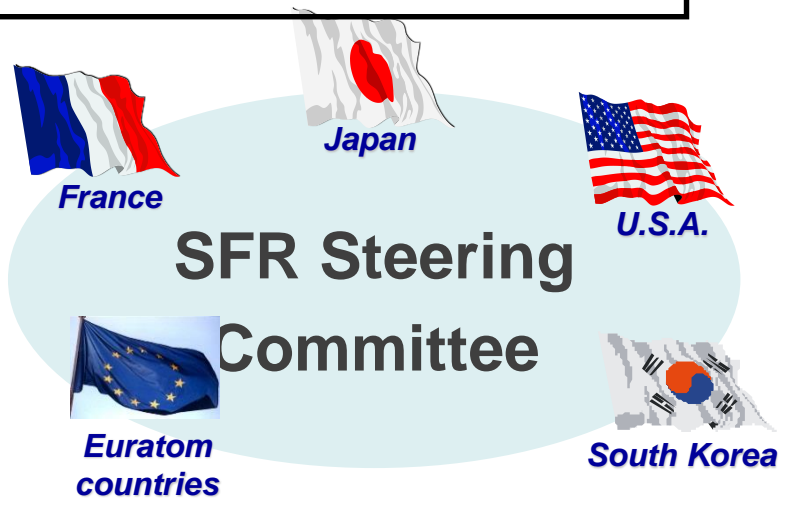 Japan
France
U.S.A.
SFR Steering
Committee
Euratom
countries
South Korea